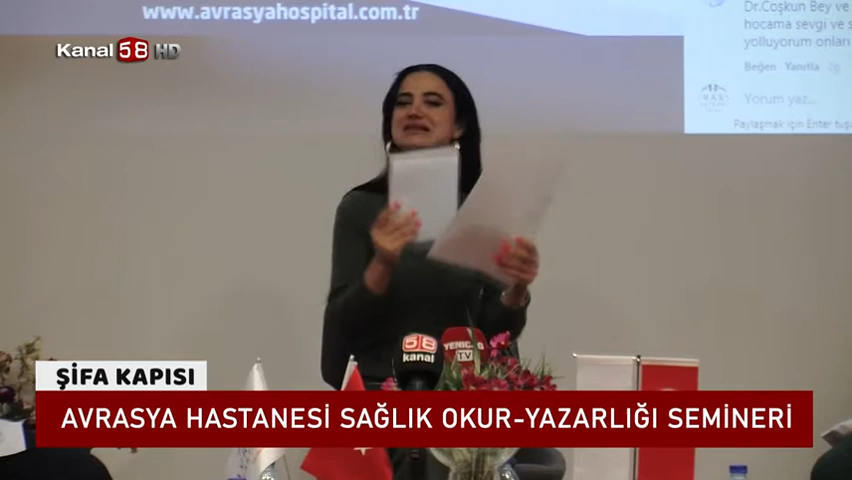 www.avrasyahospital.com.tr
Dr.Coşkun Bey ve
hocama sevgi ve s
yolluyorum onları
Beğen Yanıtla
Yorum yaz...
Paylaşmak için Enter tuşu
Kanal 58 HD
58
kanal
YENİÇAĞ
TV
ŞİFA KAPISI
AVRASYA HASTANESİ SAĞLIK OKUR-YAZARLIĞI SEMİNERİ